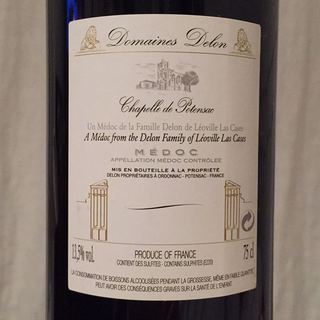 Domaines Delon
Chapelle de Potensac
Un Médoc de la Famille Delon de Léoville Las Cases
A Médoc from the Delon Family of Léoville Las Cases
MÉDOC
APPELLATION MÉDOC CONTRÔLÉE
MIS EN BOUTEILLE À LA PROPRIÉTÉ
DELON PROPRIÉTAIRES À ORDONNAC - POTENSAC - FRANCE
13,5% vol.
PRODUCE OF FRANCE
75 cl
CONTIENT DES SULFITES - CONTAINS SULPHITES (E220)
LA CONSOMMATION DE BOISSONS ALCOOLISÉES PENDANT LA GROSSESSE, MÊME EN FAIBLE QUANTITÉ,
PEUT AVOIR DES CONSÉQUENCES GRAVES SUR LA SANTÉ DE L'ENFANT